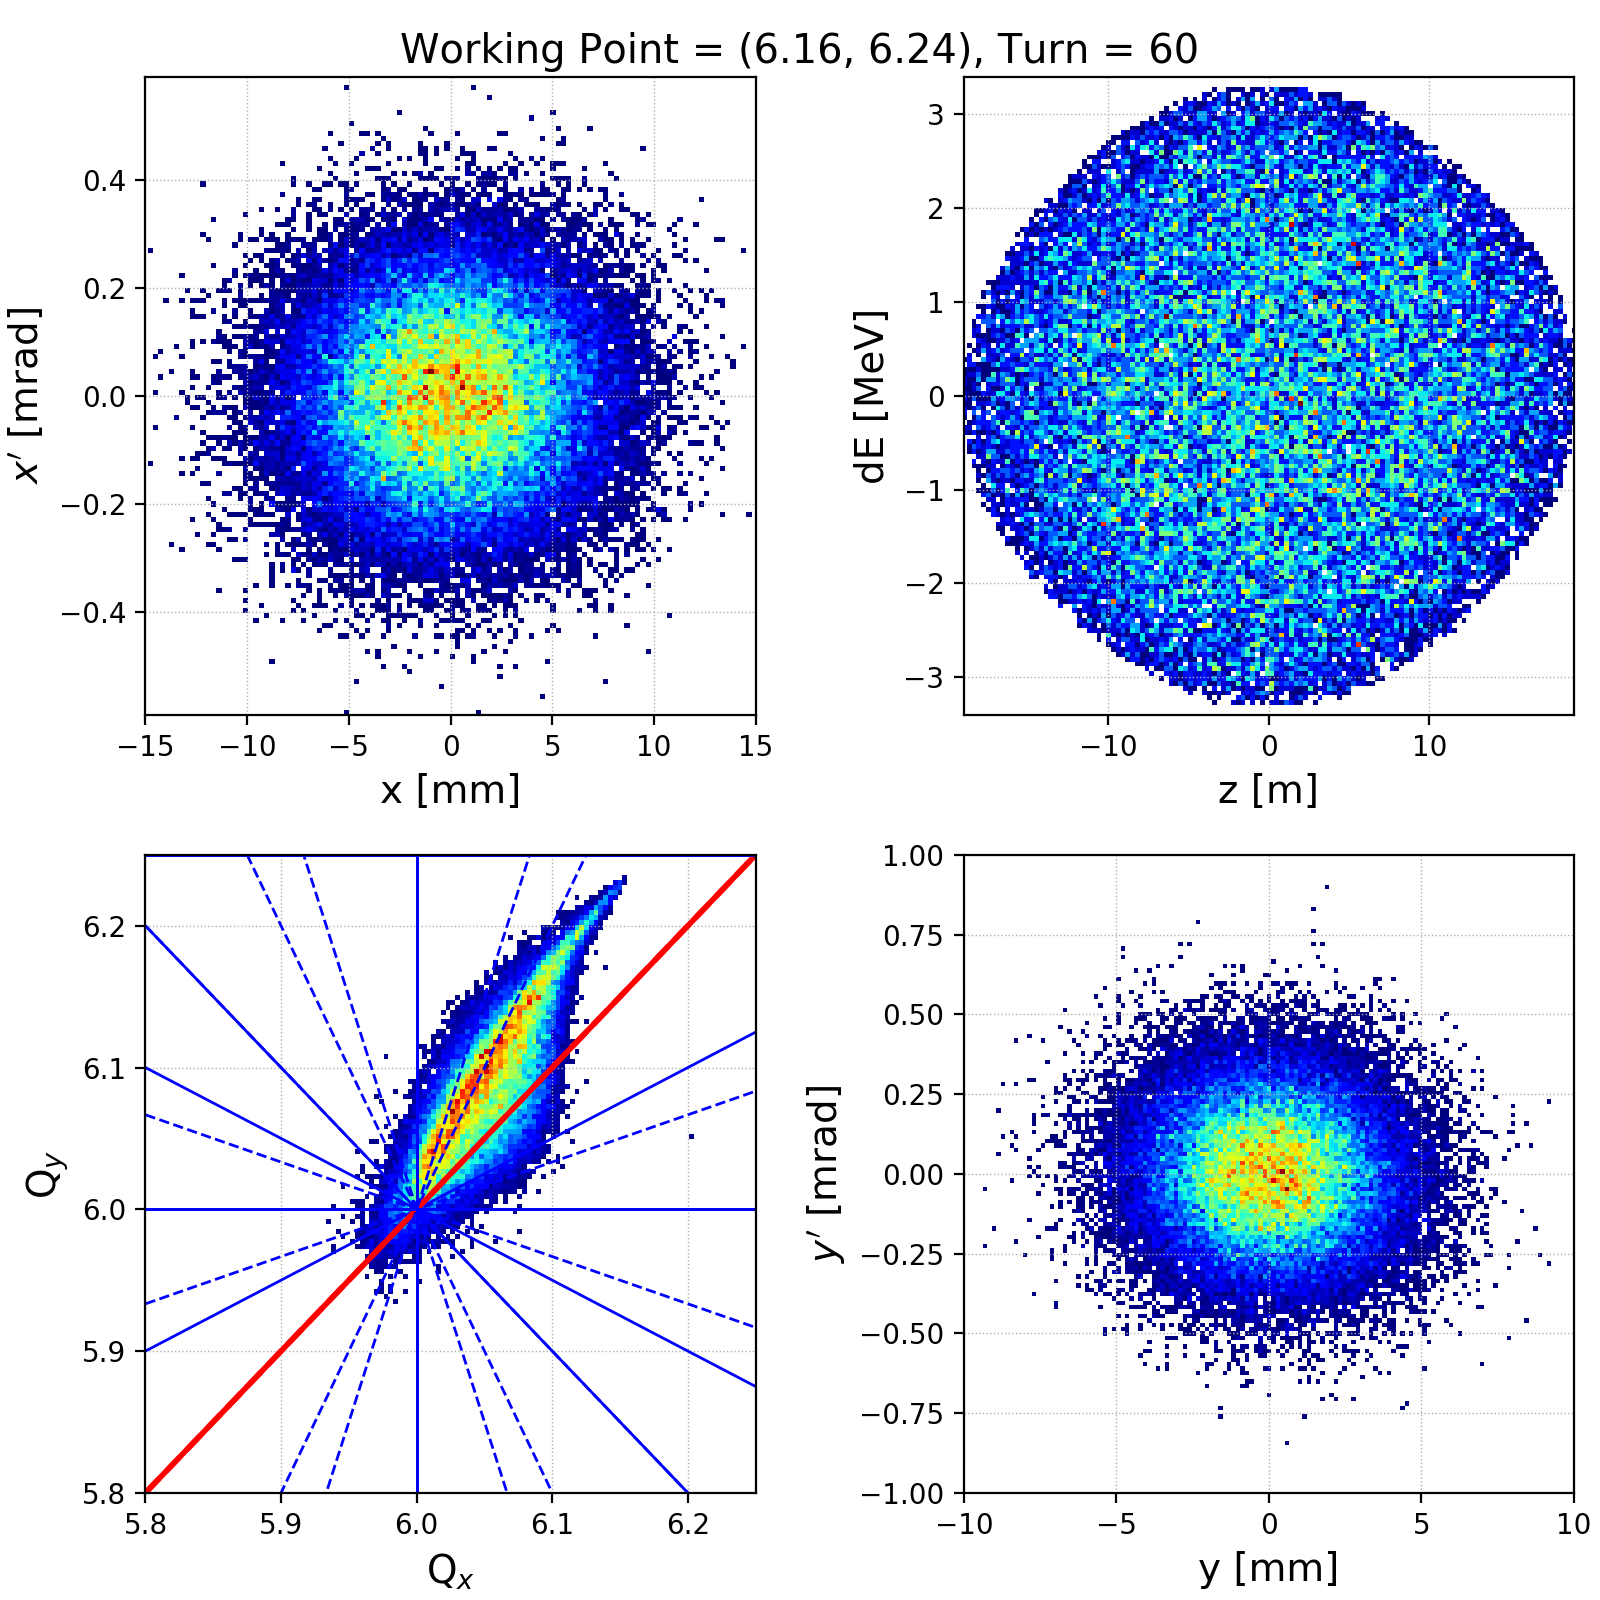 Working Point = (6.16, 6.24), Turn = 60
0.4
0.2
0.0
−0.2
−0.4
x′ [mrad]
−15 −10 −5 0 5 10 15
x [mm]
3
2
1
0
−1
−2
−3
dE [MeV]
−10 0 10
z [m]
6.2
6.1
6.0
5.9
5.8
Qy
5.8 5.9 6.0 6.1 6.2
Qx
1.00
0.75
0.50
0.25
0.00
−0.25
−0.50
−0.75
−1.00
y′ [mrad]
−10 −5 0 5 10
y [mm]